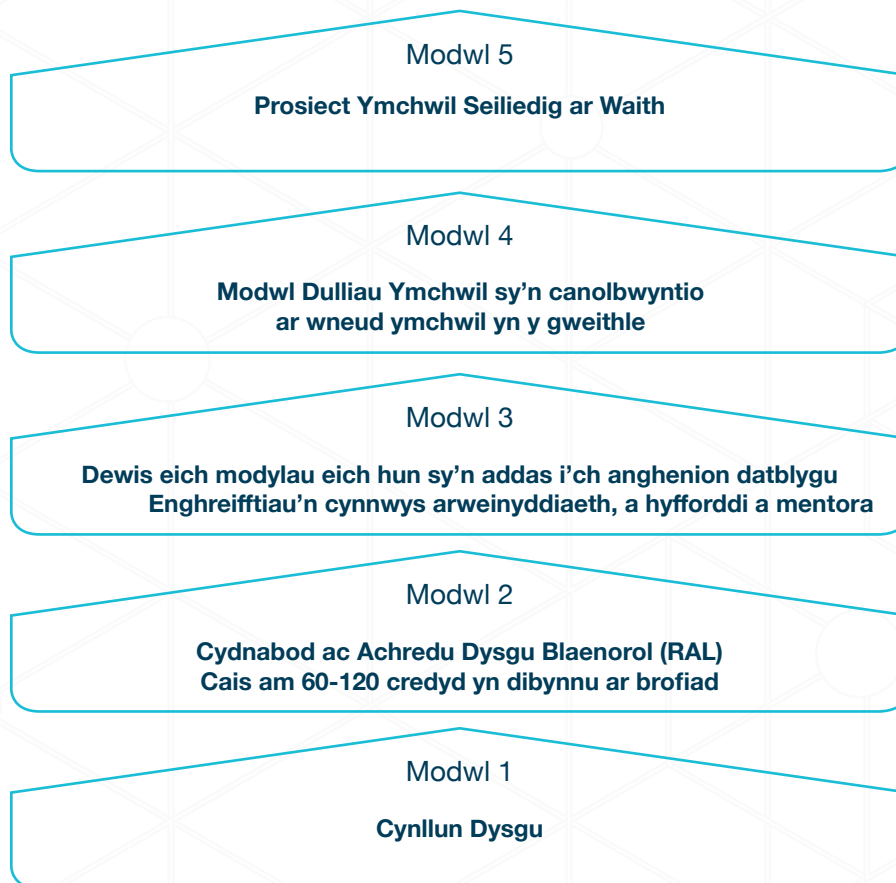 Modwl 5
Prosiect Ymchwil Seiliedig ar Waith
Modwl 4
Modwl Dulliau Ymchwil sy'n canolbwyntio
ar wneud ymchwil yn y gweithle
Modwl 3
Dewis eich modylau eich hun sy'n addas i'ch anghenion datblygu
Enghreifftiau'n cynnwys arweinyddiaeth, a hyfforddi a mentora
Modwl 2
Cydnabod ac Achredu Dysgu Blaenorol (RAL)
Cais am 60-120 credyd yn dibynnu ar brofiad
Modwl 1
Cynllun Dysgu